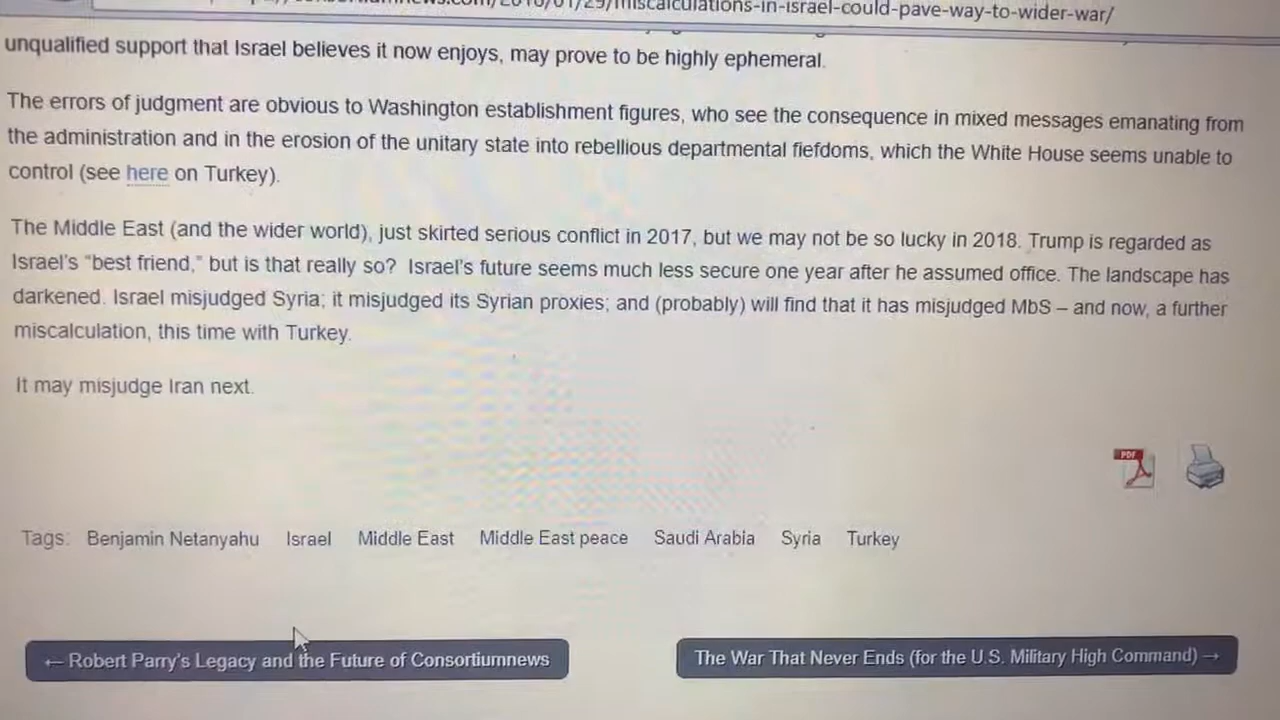 /2018/01/29/miscalculations-in-israel-could-pave-way-to-wider-war/
unqualified support that Israel believes it now enjoys, may prove to be highly ephemeral.
The errors of judgment are obvious to Washington establishment figures, who see the consequence in mixed messages emanating from
the administration and in the erosion of the unitary state into rebellious departmental fiefdoms, which the White House seems unable to
control (see here on Turkey).
The Middle East (and the wider world), just skirted serious conflict in 2017, but we may not be so lucky in 2018. Trump is regarded as
Israel's “best friend,” but is that really so?  Israel's future seems much less secure one year after he assumed office. The landscape has
darkened. Israel misjudged Syria; it misjudged its Syrian proxies; and (probably) will find that it has misjudged MbS – and now, a further
miscalculation, this time with Turkey.
It may misjudge Iran next.
PDF
Tags: Benjamin Netanyahu Israel Middle East Middle East peace Saudi Arabia Syria Turkey
← Robert Parry's Legacy and the Future of Consortiumnews
The War That Never Ends (for the U.S. Military High Command) →